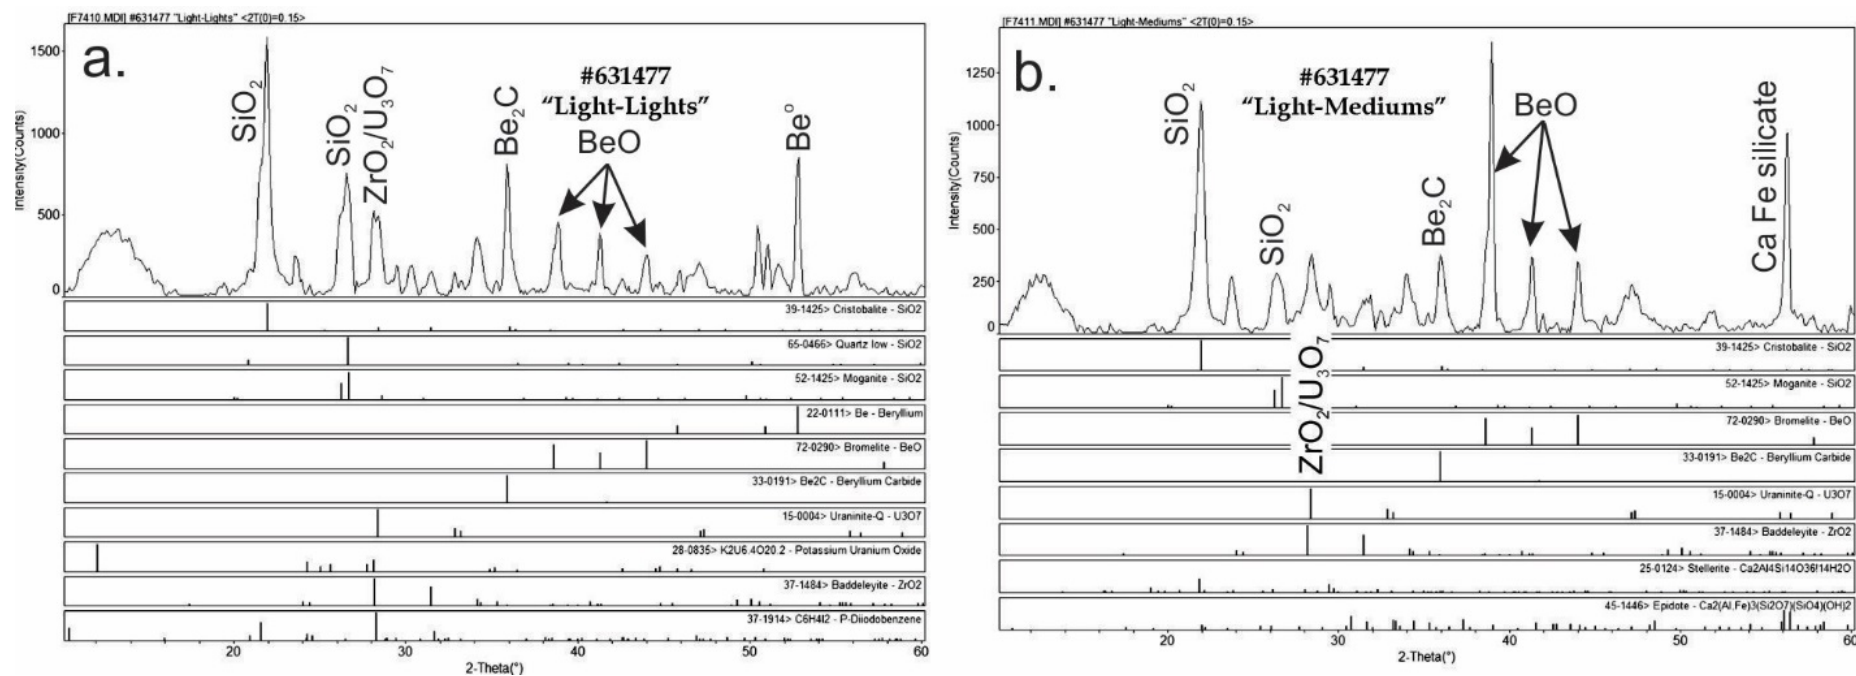 [F7410.MDI] #631477 "Light-Lights" <2T(0)=0.15>
a.
#631477
“Light-Lights”
SiO2
SiO2
ZrO2/U3O7
Be2C
BeO
Be°
Intensity(Counts)
1500
1000
500
0
39-1425> Cristobalite - SiO2
65-0466> Quartz low - SiO2
52-1425> Moganite - SiO2
22-0111> Be - Beryllium
72-0290> Bromelite - BeO
33-0191> Be2C - Beryllium Carbide
15-0004> Uraninite-Q - U3O7
28-0835> K2U6.4O20.2 - Potassium Uranium Oxide
37-1484> Baddeleyite - ZrO2
37-1914> C6H4I2 - P-Diiodobenzene
20 30 40 50 60
2-Theta(°)
[F7411.MDI] #631477 "Light-Mediums" <2T(0)=0.15>
b.
#631477
“Light-Mediums”
SiO2
SiO2
ZrO2/U3O7
Be2C
BeO
Ca Fe silicate
Intensity(Counts)
1250
1000
750
500
250
0
39-1425> Cristobalite - SiO2
52-1425> Moganite - SiO2
72-0290> Bromelite - BeO
33-0191> Be2C - Beryllium Carbide
15-0004> Uraninite-Q - U3O7
37-1484> Baddeleyite - ZrO2
25-0124> Stellerite - Ca2Al4Si14O36!14H2O
45-1446> Epidote - Ca2(Al,Fe)3(Si2O7)(SiO4)(OH)2
20 30 40 50 60
2-Theta(°)